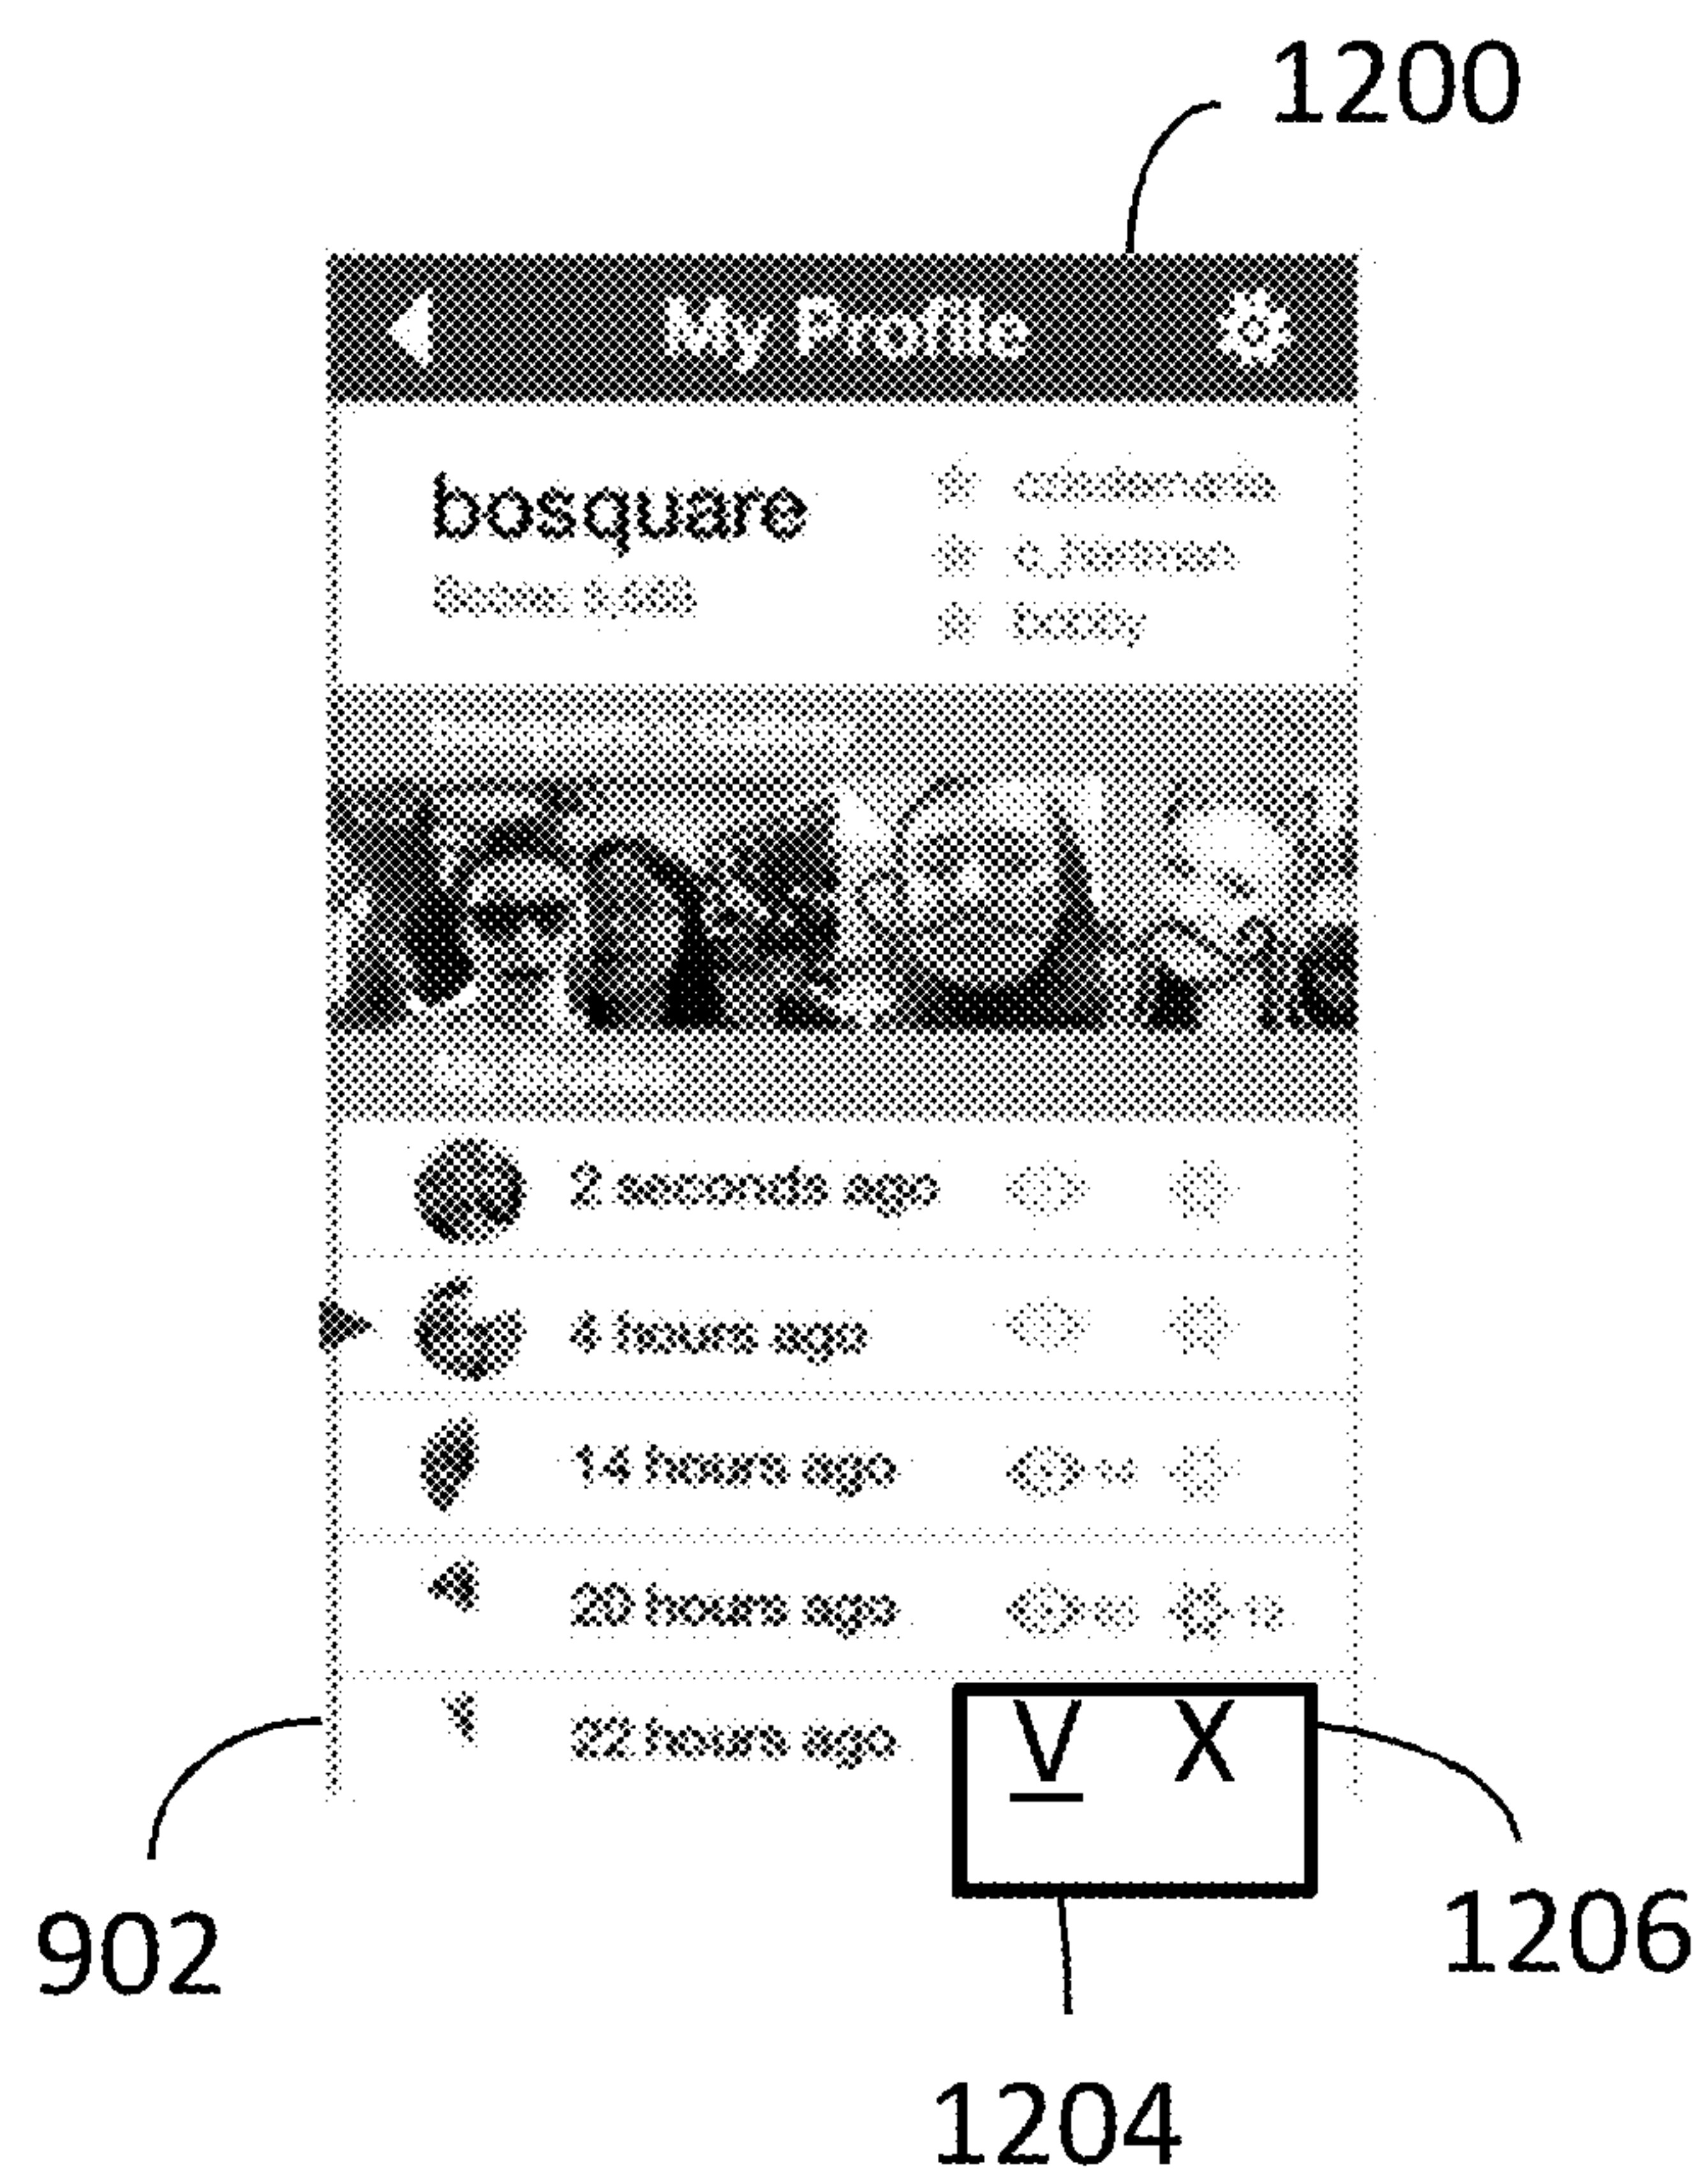 1200
My Profile
bosquare
booty
2 seconds ago
4 hours ago
14 hours ago
20 hours ago
22 hours ago
V X
902
1206
1204